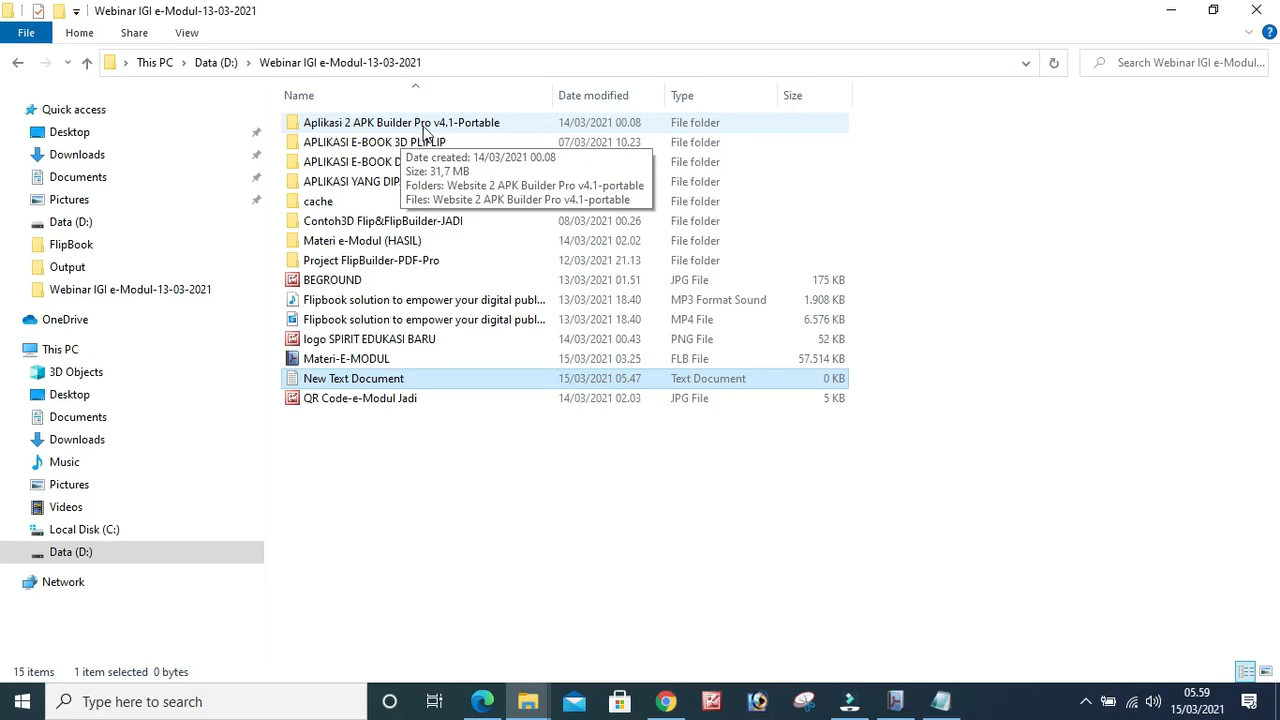 Webinar IGI e-Modul-13-03-2021
File Home Share View
This PC Data (D:) Webinar IGI e-Modul-13-03-2021 Search Webinar IGI e-Modul...
Name Date modified Type Size
Quick access
Desktop
Downloads
Documents
Pictures
Data (D:)
FlipBook
Output
Webinar IGI e-Modul-13-03-2021
OneDrive
This PC
3D Objects
Desktop
Documents
Downloads
Music
Pictures
Videos
Local Disk (C:)
Data (D:)
Network
Aplikasi 2 APK Builder Pro v4.1-Portable 14/03/2021 00.08 File folder
APLIKASI E-BOOK 3D PLIFLIP 07/03/2021 10.23 File folder
APLIKASI E-BOOK D File folder
APLIKASI YANG DIP File folder
Date created: 14/03/2021 00.08
Size: 31,7 MB
Folders: Website 2 APK Builder Pro v4.1-portable
Files: Website 2 APK Builder Pro v4.1-portable
cache File folder
Contoh3D Flip&FlipBuilder-JADI 08/03/2021 00.26 File folder
Materi e-Modul (HASIL) 14/03/2021 02.02 File folder
Project FlipBuilder-PDF-Pro 12/03/2021 21.13 File folder
BEGROUND 13/03/2021 01.51 JPG File 175 KB
Flipbook solution to empower your digital publ... 13/03/2021 18.40 MP3 Format Sound 1.908 KB
Flipbook solution to empower your digital publ... 13/03/2021 18.40 MP4 File 6.576 KB
logo SPIRIT EDUKASI BARU 14/03/2021 00.43 PNG File 52 KB
Materi-E-MODUL 15/03/2021 03.25 FLB File 57.514 KB
New Text Document 15/03/2021 05.47 Text Document 0 KB
QR Code-e-Modul Jadi 14/03/2021 02.03 JPG File 5 KB
15 items 1 item selected 0 bytes
Type here to search
05.59
15/03/2021